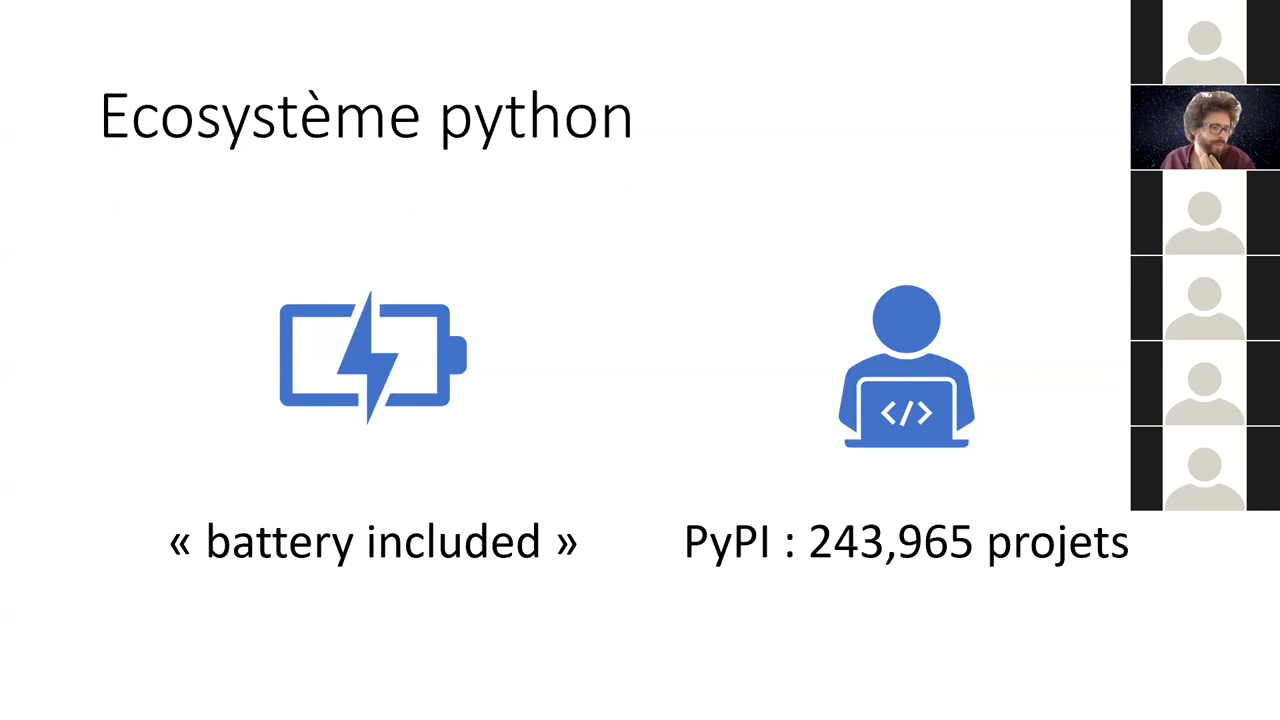 Ecosystème python
</>
« battery included »
PyPI : 243,965 projets